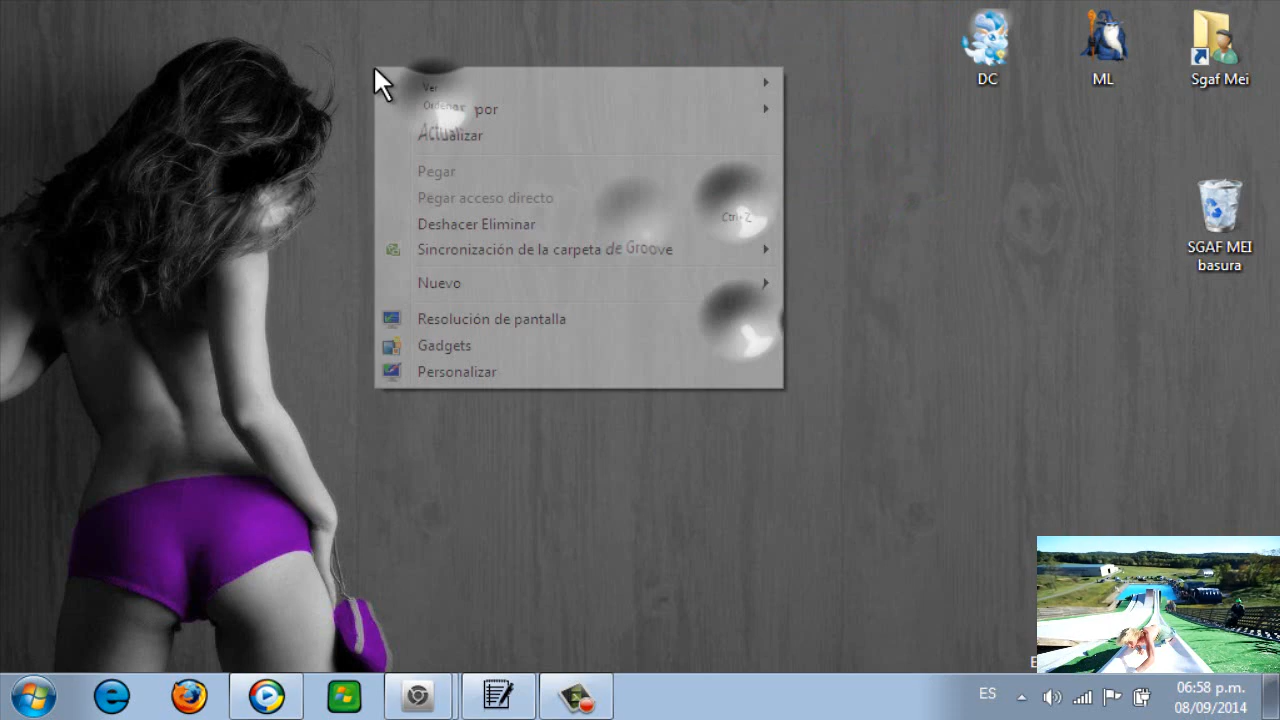 DC
ML
Sgaf Mei
Ver
Ordenar por
Actualizar
Pegar
Pegar acceso directo
Deshacer Eliminar
Ctrl+Z
Sincronización de la carpeta de Groove
Nuevo
Resolución de pantalla
Gadgets
Personalizar
SGAF MEI
basura
ES
06:58 p.m.
08/09/2014